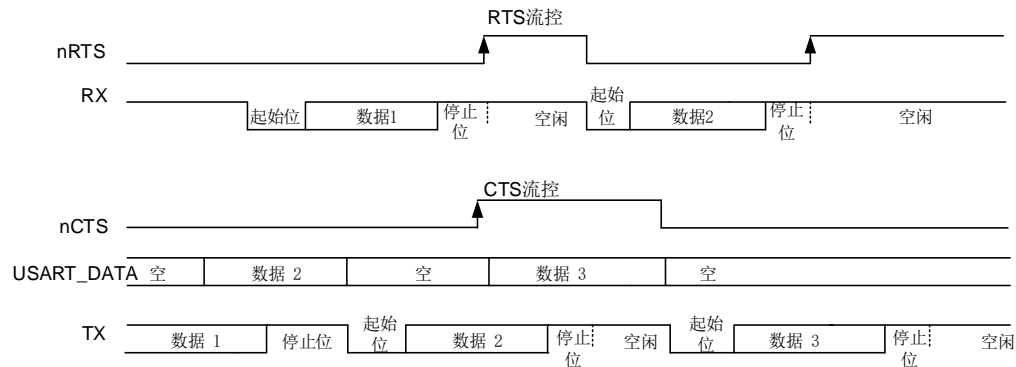 RTS流控
nRTS
RX
起始位
数据1
停止
位
空闲
起始
位
数据2
停止
位
空闲
CTS流控
nCTS
USART_DATA
空
数据 2
空
数据 3
空
TX
数据 1
停止位
起始
位
数据 2
停止
位
空闲
起始
位
数据 3
停止
位
空闲